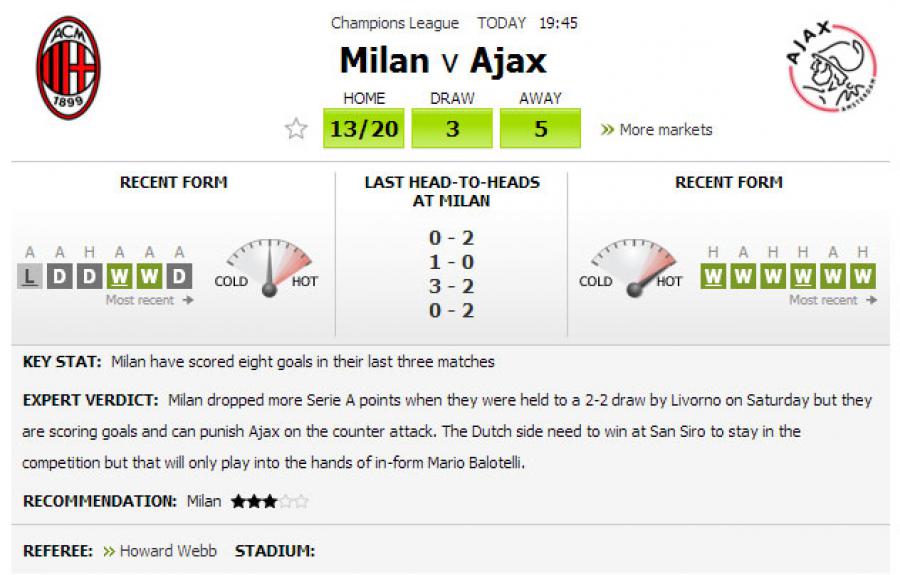 Champions League TODAY 19:45
ACM
1899
Milan v Ajax
AJAX
AMSTERDAM
HOME DRAW AWAY
13/20 3 5 » More markets
RECENT FORM
A A H A A A
L D D W W D
Most recent
COLD HOT
LAST HEAD-TO-HEADS
AT MILAN
0 - 2
1 - 0
3 - 2
0 - 2
RECENT FORM
COLD HOT
H A H H A H
W W W W W W
Most recent
KEY STAT: Milan have scored eight goals in their last three matches
EXPERT VERDICT: Milan dropped more Serie A points when they were held to a 2-2 draw by Livorno on Saturday but they
are scoring goals and can punish Ajax on the counter attack. The Dutch side need to win at San Siro to stay in the
competition but that will only play into the hands of in-form Mario Balotelli.
RECOMMENDATION: Milan ★★★☆☆
REFEREE: » Howard Webb STADIUM: